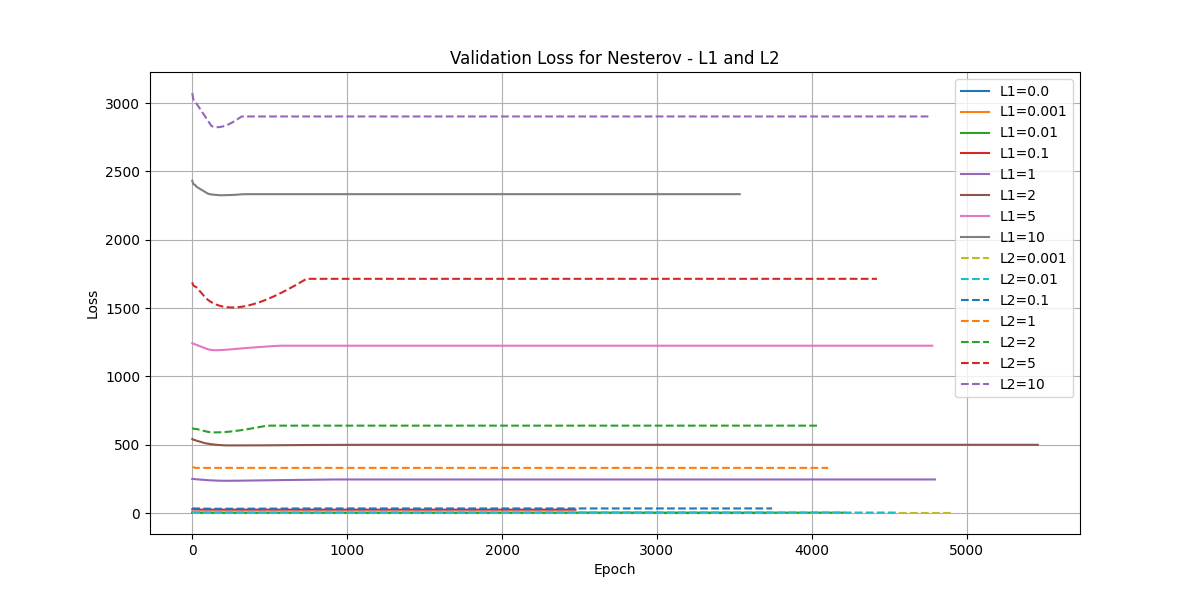 Validation Loss for Nesterov - L1 and L2
Loss
3000
2500
2000
1500
1000
500
0
0
1000
2000
3000
4000
5000
Epoch
L1=0.0
L1=0.001
L1=0.01
L1=0.1
L1=1
L1=2
L1=5
L1=10
L2=0.001
L2=0.01
L2=0.1
L2=1
L2=2
L2=5
L2=10